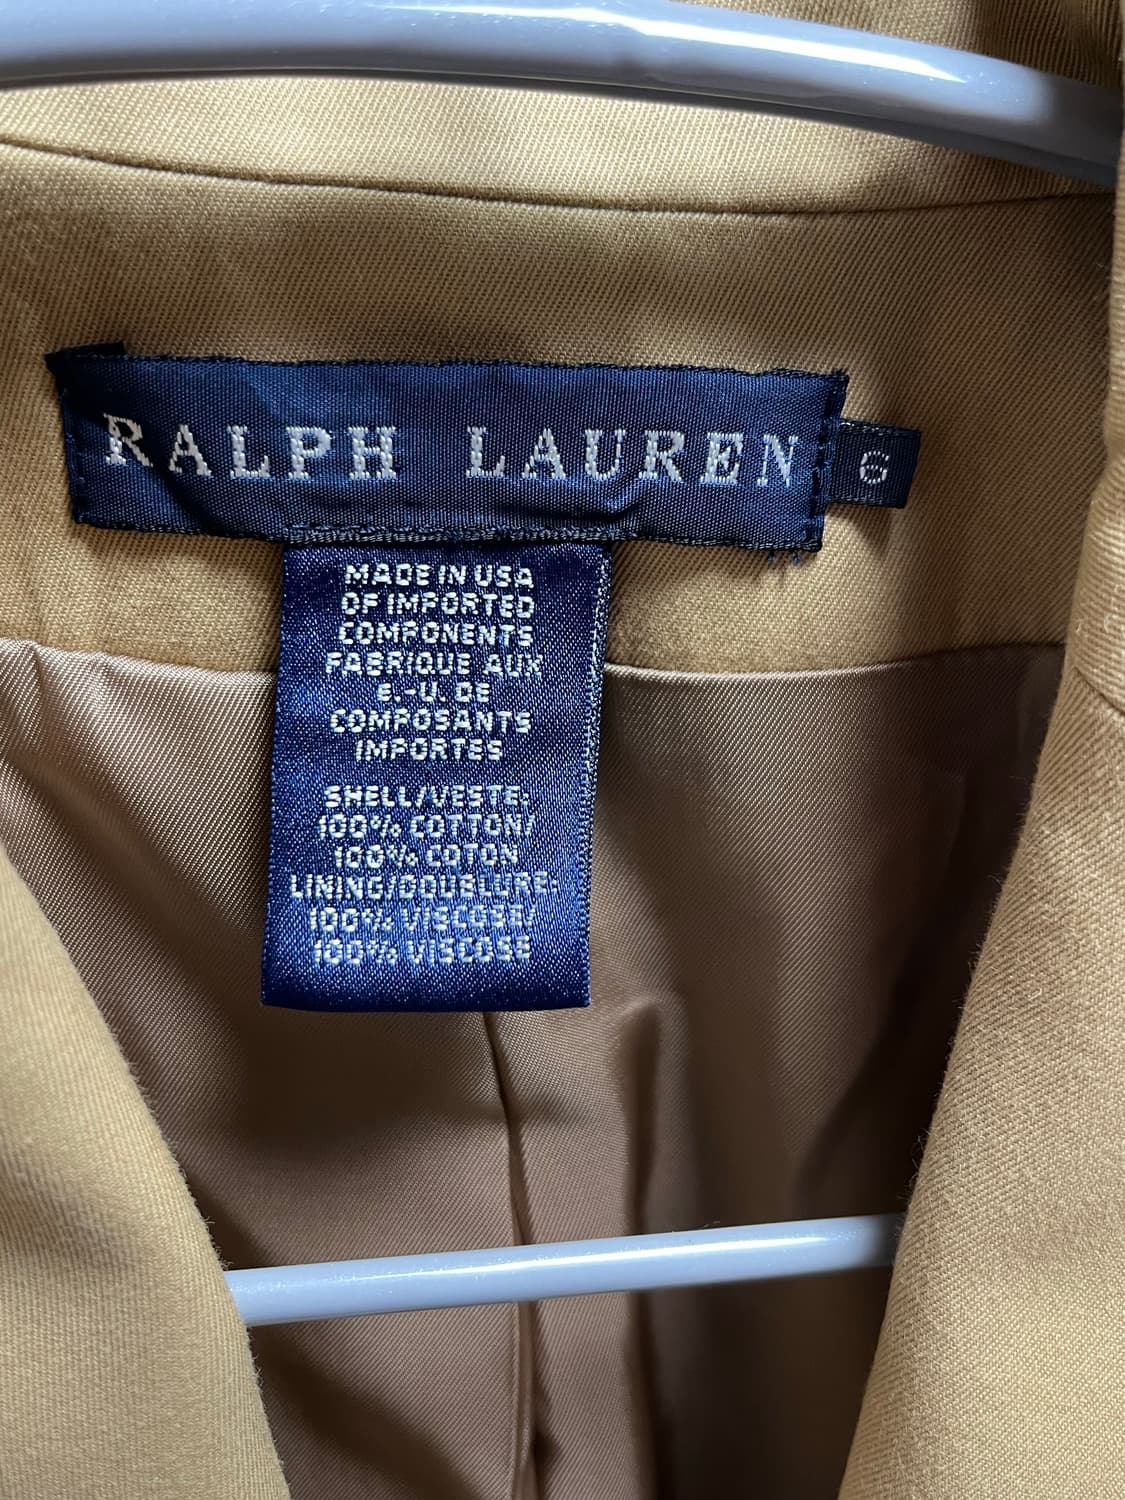 RALPH LAUREN
6
MADE IN USA
OF IMPORTED
COMPONENTS
FABRIQUE AUX
E.-U. DE
COMPOSANTS
IMPORTES
SHELL/VESTE:
100% COTTON/
100% COTON
LINING/DOUBLURE:
100% VISCOSE/
100% VISCOSE